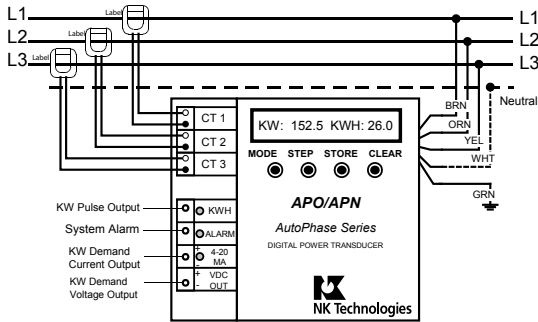 L1
Label
L1
L2
Label
L2
L3
Label
L3
Neutral
BRN
ORN
YEL
WHT
GRN
CT 1
CT 2
CT 3
KW: 152.5 KWH: 26.0
MODE STEP STORE CLEAR
APO/APN
AutoPhase Series
DIGITAL POWER TRANSDUCER
KW Pulse Output
KWH
System Alarm
ALARM
KW Demand
Current Output
+
-
4-20
MA
KW Demand
Voltage Output
+
-
VDC
OUT
NK Technologies